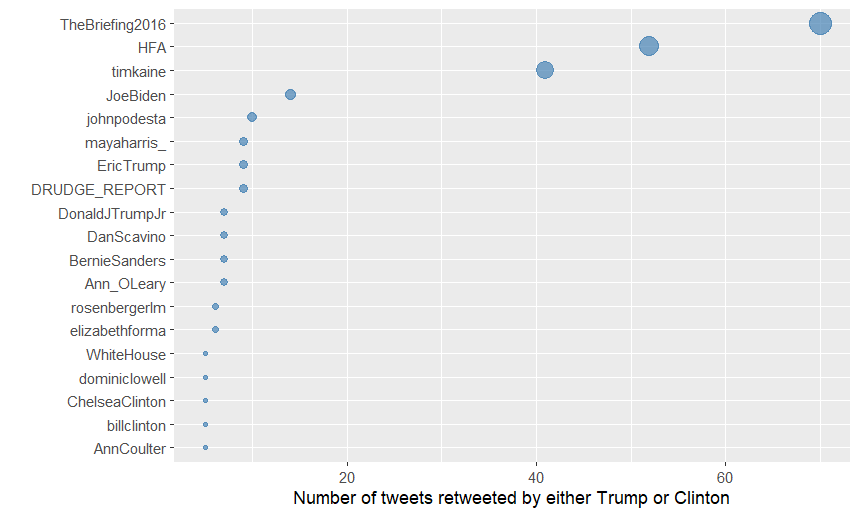 TheBriefing2016
HFA
timkaine
JoeBiden
johnpodesta
mayaharris_
EricTrump
DRUDGE_REPORT
DonaldJTrumpJr
DanScavino
BernieSanders
Ann_OLeary
rosenbergerlm
elizabethforma
WhiteHouse
dominiclowell
ChelseaClinton
billclinton
AnnCoulter
20 40 60
Number of tweets retweeted by either Trump or Clinton